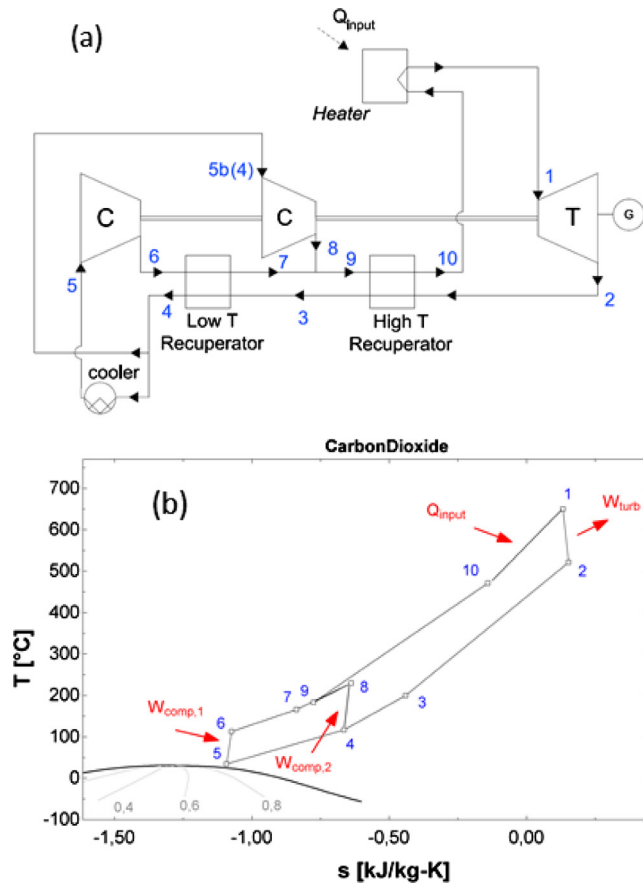 (a)
Qinput
Heater
5b(4)
1
C
C
T
G
6
7
8
9
10
5
4
3
2
Low T
Recuperator
High T
Recuperator
cooler
CarbonDioxide
(b)
700
600
500
400
300
200
100
0
-100
T [°C]
1
Wturb
Qinput
2
10
9
8
7
3
Wcomp,1
6
5
4
Wcomp,2
0,4
0,6
0,8
-1,50
-1,00
-0,50
0,00
s [kJ/kg-K]